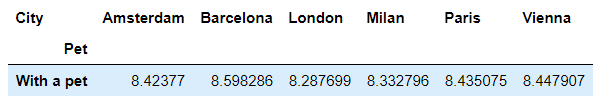 City Amsterdam Barcelona London Milan Paris Vienna
Pet
With a pet 8.42377 8.598286 8.287699 8.332796 8.435075 8.447907